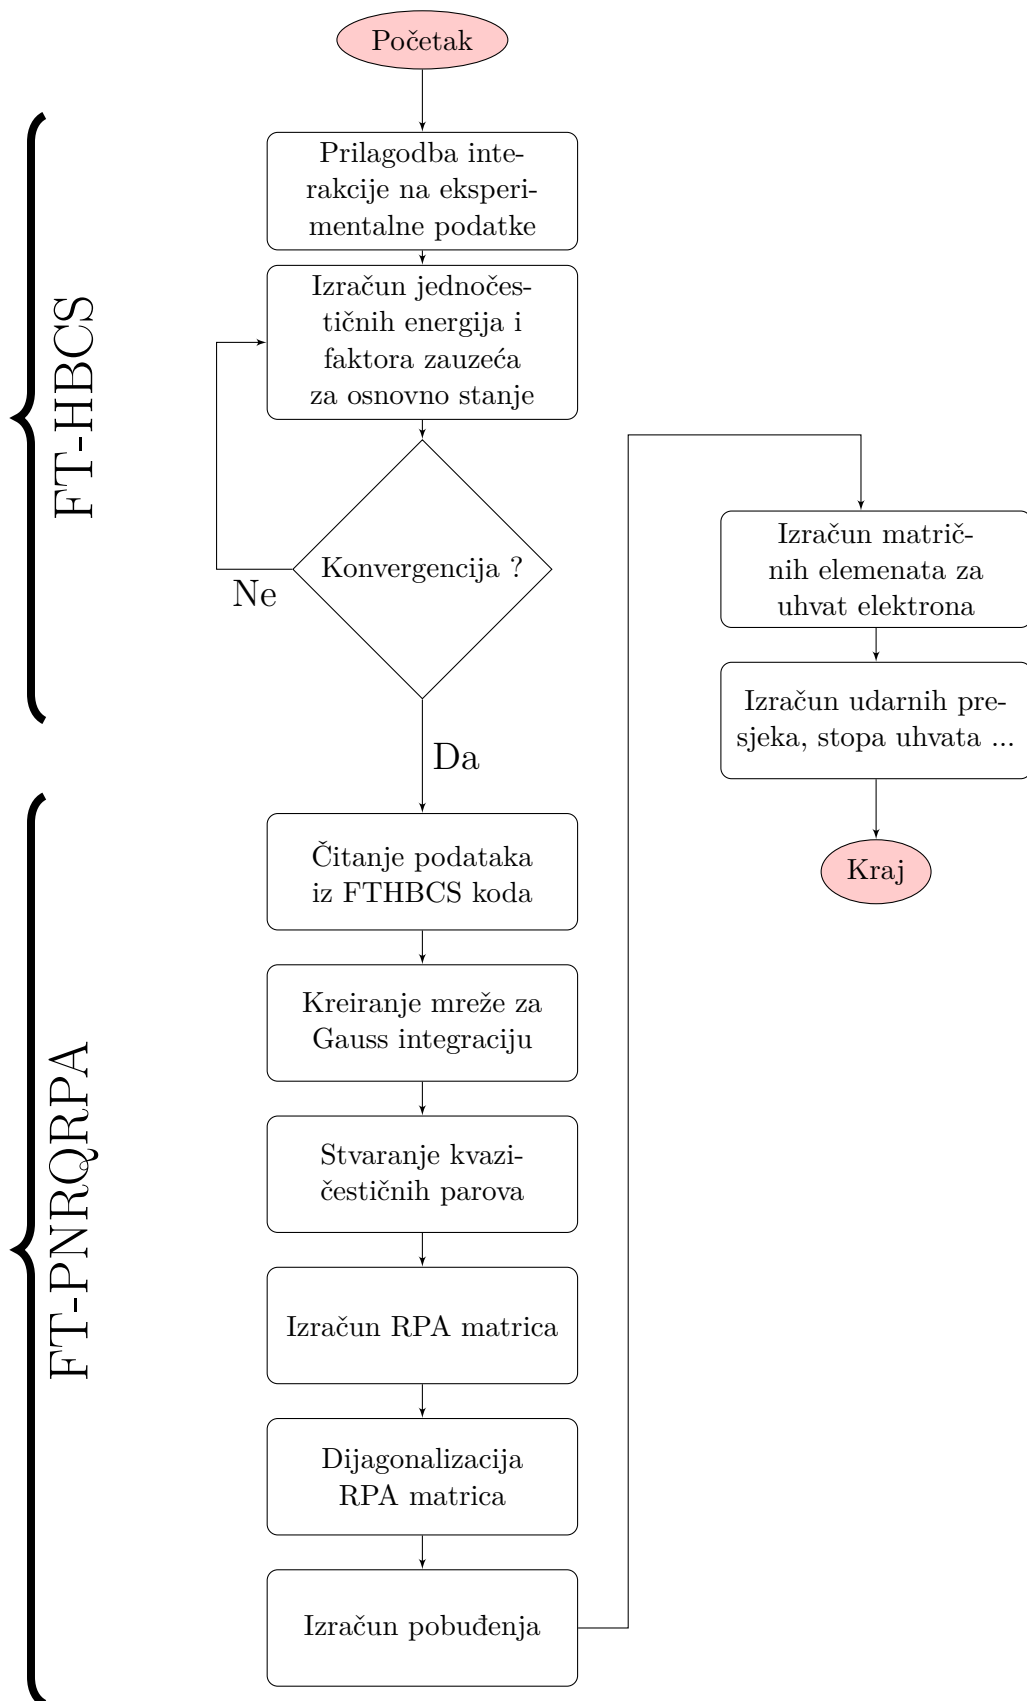 Početak
FT-HBCS
Prilagodba inte-
rakcije na eksperi-
mentalne podatke
Izračun jednočes-
tičnih energija i
faktora zauzeća
za osnovno stanje
Konvergencija ?
Ne
Da
FT-PNRQRPA
Čitanje podataka
iz FTHBCS koda
Kreiranje mreže za
Gauss integraciju
Stvaranje kvazi-
čestičnih parova
Izračun RPA matrica
Dijagonalizacija
RPA matrica
Izračun pobuđenja
Izračun matrič-
nih elemenata za
uhvat elektrona
Izračun udarnih pre-
sjeka, stopa uhvata ...
Kraj